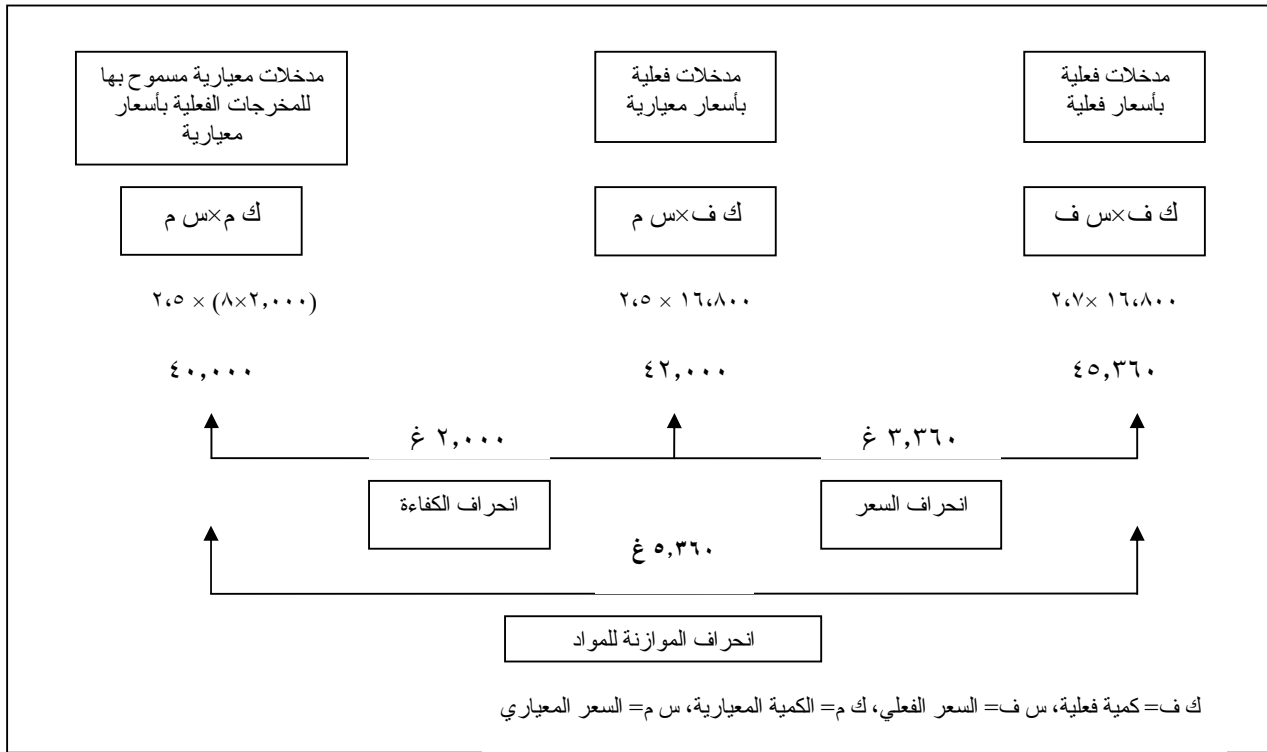 مدخلات فعلية
بأسعار فعلية
مدخلات فعلية
بأسعار معيارية
مدخلات معيارية مسموح بها
للمخرجات الفعلية بأسعار
معيارية
ك ف×س ف
ك ف×س م
ك م×س م
٢،٧× ١٦،٨٠٠
٢،٥ × ١٦،٨٠٠
٢،٥ × (٨×٢,٠٠٠)
٤٥,٣٦٠
٤٢,٠٠٠
٤٠,٠٠٠
٣,٣٦٠ غ
٢,٠٠٠ غ
انحراف السعر
انحراف الكفاءة
٥,٣٦٠ غ
انحراف الموازنة للمواد
ك ف= كمية فعلية، س ف= السعر الفعلي، ك م= الكمية المعيارية، س م= السعر المعياري